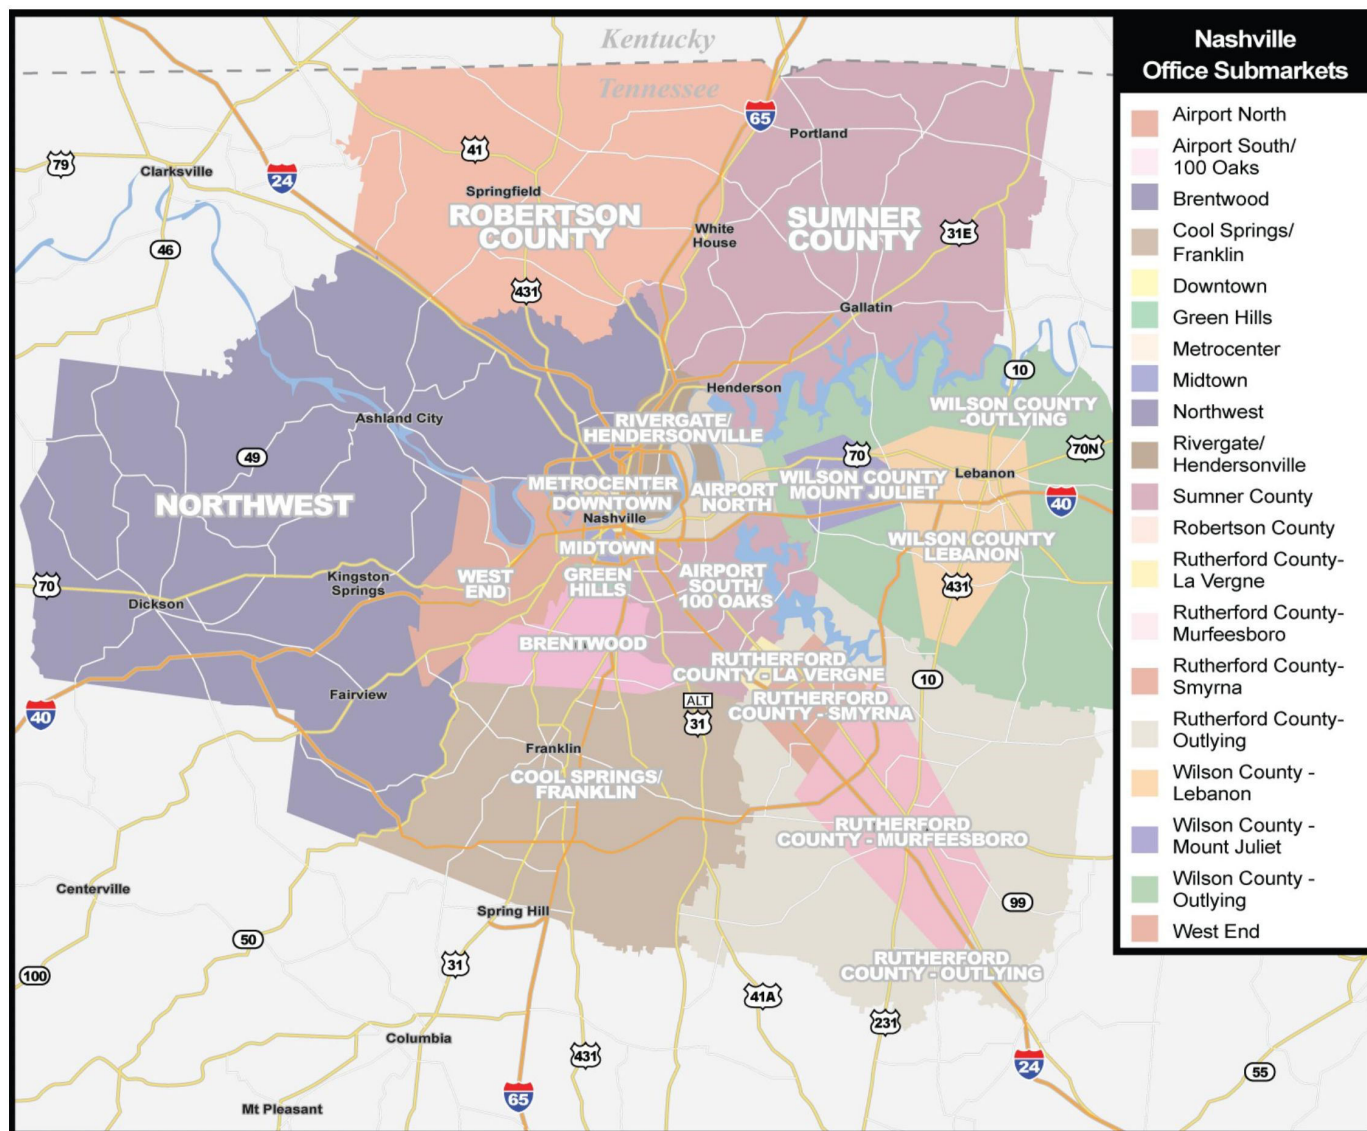 Kentucky
Tennessee
65
Portland
79
Clarksville
41
24
Springfield
ROBERTSON
COUNTY
SUMNER
COUNTY
White
House
31E
46
431
Gallatin
10
Henderson
Ashland City
WILSON COUNTY
-OUTLYING
RIVERGATE/
HENDERSONVILLE
70
70N
49
Lebanon
WILSON COUNTY
MOUNT JULIET
METROCENTER
DOWNTOWN
AIRPORT
NORTH
40
NORTHWEST
Nashville
MIDTOWN
WILSON COUNTY
LEBANON
70
Kingston
Springs
WEST
END
GREEN
HILLS
AIRPORT
SOUTH/
100 OAKS
431
Dickson
BRENTWOOD
RUTHERFORD
COUNTY - LA VERGNE
10
Fairview
ALT
31
RUTHERFORD
COUNTY - SMYRNA
40
Franklin
COOL SPRINGS/
FRANKLIN
RUTHERFORD
COUNTY - MURFEESBORO
Centerville
Spring Hill
99
50
31
100
RUTHERFORD
COUNTY - OUTLYING
41A
231
Columbia
431
24
55
65
Mt Pleasant
Nashville
Office Submarkets
Airport North
Airport South/
100 Oaks
Brentwood
Cool Springs/
Franklin
Downtown
Green Hills
Metrocenter
Midtown
Northwest
Rivergate/
Hendersonville
Sumner County
Robertson County
Rutherford County-
La Vergne
Rutherford County-
Murfeesboro
Rutherford County-
Smyrna
Rutherford County-
Outlying
Wilson County -
Lebanon
Wilson County -
Mount Juliet
Wilson County -
Outlying
West End